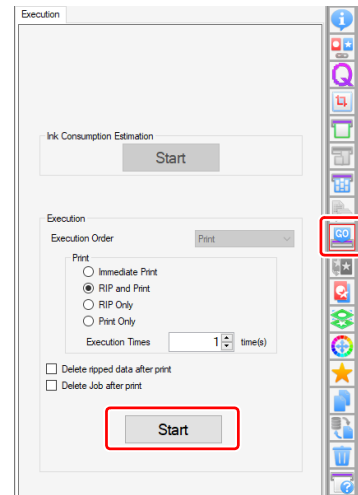 Execution
Ink Consumption Estimation
Start
Execution
Execution Order Print
Print
Immediate Print
RIP and Print
RIP Only
Print Only
Execution Times 1 time(s)
Delete ripped data after print
Delete Job after print
Start
Q
GO